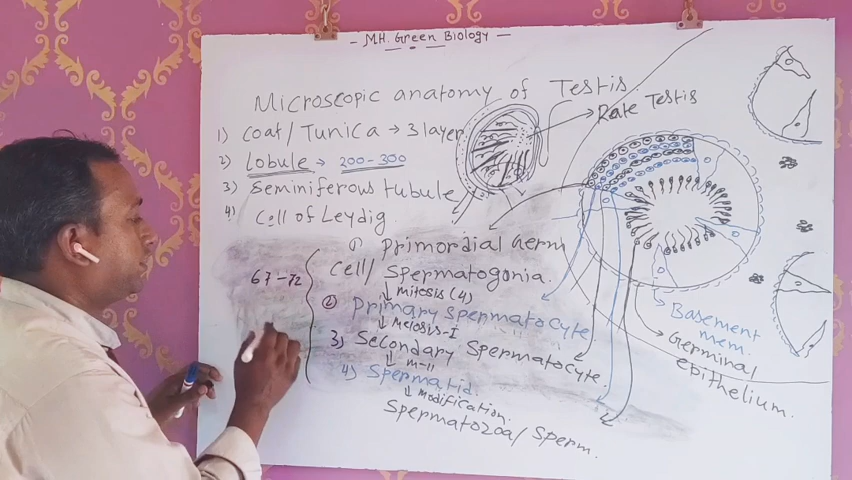 - MH. Green Biology -
Microscopic anatomy of Testis
1) Coat / Tunica → 3 layer
Rate Testis
2) Lobule → 200-300
3) Seminiferous tubule
4) Cell of Leydig
1) Primordial Germ
Cell / Spermatogonia.
67-72
↓ mitosis (4)
2) Primary Spermatocyte
↓ Meiosis-I
3) Secondary Spermatocyte.
↓ m-II
4) Spermatid.
↓ Modification.
Spermatozoa / Sperm.
Basement
mem.
Germinal
epithelium.